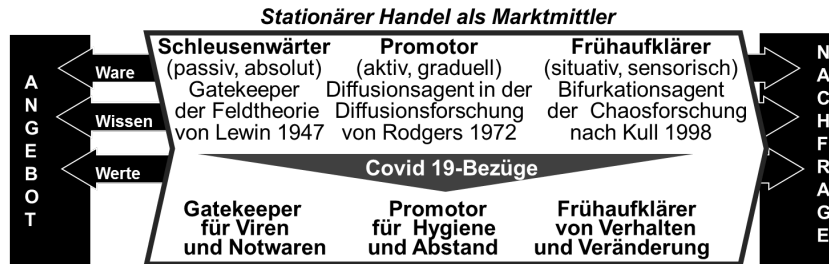 Stationärer Handel als Marktmittler
ANGEBOT
Ware
Wissen
Werte
Schleusenwärter
(passiv, absolut)
Gatekeeper
der Feldtheorie
von Lewin 1947
Promotor
(aktiv, graduell)
Diffusionsagent in der
Diffusionsforschung
von Rodgers 1972
Frühaufklärer
(situativ, sensorisch)
Bifurkationsagent
der Chaosforschung
nach Kull 1998
NACHFRAGE
Covid 19-Bezüge
Gatekeeper
für Viren
und Notwaren
Promotor
für Hygiene
und Abstand
Frühaufklärer
von Verhalten
und Veränderung